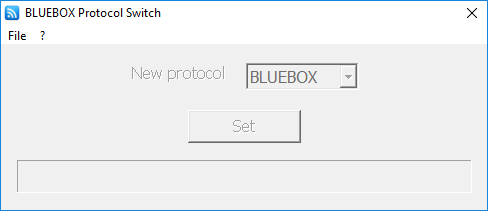 BLUEBOX Protocol Switch
File ?
New protocol BLUEBOX
Set